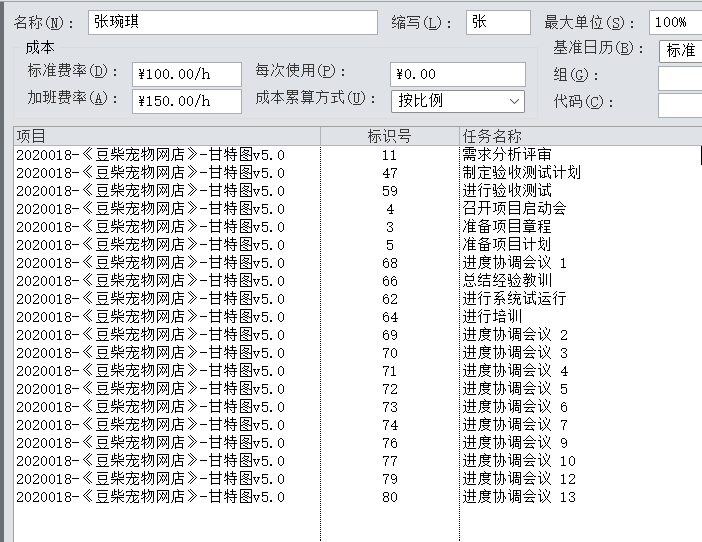 名称(N): 张琬琪 缩写(L): 张 最大单位(S): 100%
成本 基准日历(B): 标准
标准费率(D): ¥100.00/h 每次使用(P): ¥0.00 组(G):
加班费率(A): ¥150.00/h 成本累算方式(U): 按比例 代码(C):
项目 标识号 任务名称
2020018-《豆柴宠物网店》-甘特图v5.0 11 需求分析评审
2020018-《豆柴宠物网店》-甘特图v5.0 47 制定验收测试计划
2020018-《豆柴宠物网店》-甘特图v5.0 59 进行验收测试
2020018-《豆柴宠物网店》-甘特图v5.0 4 召开项目启动会
2020018-《豆柴宠物网店》-甘特图v5.0 3 准备项目章程
2020018-《豆柴宠物网店》-甘特图v5.0 5 准备项目计划
2020018-《豆柴宠物网店》-甘特图v5.0 68 进度协调会议 1
2020018-《豆柴宠物网店》-甘特图v5.0 66 总结经验教训
2020018-《豆柴宠物网店》-甘特图v5.0 62 进行系统试运行
2020018-《豆柴宠物网店》-甘特图v5.0 64 进行培训
2020018-《豆柴宠物网店》-甘特图v5.0 69 进度协调会议 2
2020018-《豆柴宠物网店》-甘特图v5.0 70 进度协调会议 3
2020018-《豆柴宠物网店》-甘特图v5.0 71 进度协调会议 4
2020018-《豆柴宠物网店》-甘特图v5.0 72 进度协调会议 5
2020018-《豆柴宠物网店》-甘特图v5.0 73 进度协调会议 6
2020018-《豆柴宠物网店》-甘特图v5.0 74 进度协调会议 7
2020018-《豆柴宠物网店》-甘特图v5.0 76 进度协调会议 9
2020018-《豆柴宠物网店》-甘特图v5.0 77 进度协调会议 10
2020018-《豆柴宠物网店》-甘特图v5.0 79 进度协调会议 12
2020018-《豆柴宠物网店》-甘特图v5.0 80 进度协调会议 13